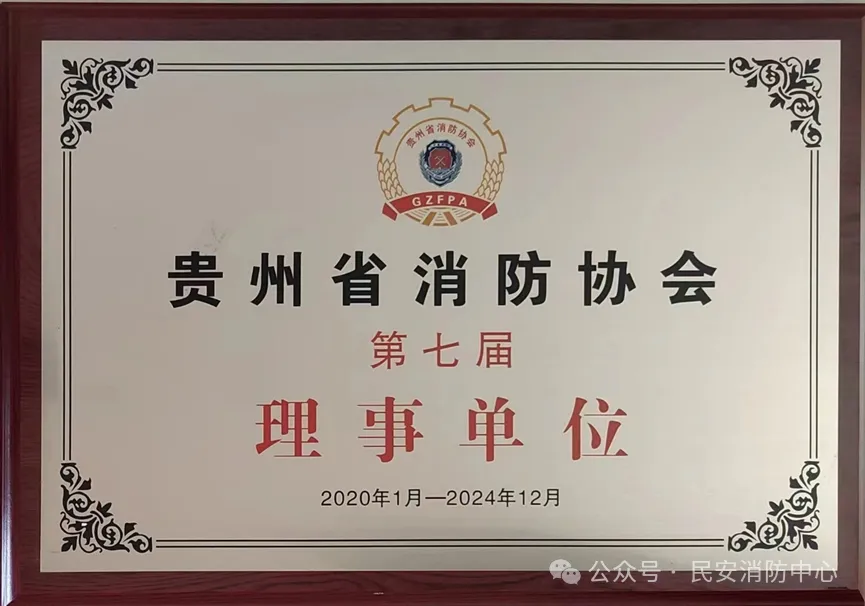 贵州省消防协会
GZFPA
贵州省消防协会
第七届
理事单位
2020年1月—2024年12月
公众号·民安消防中心